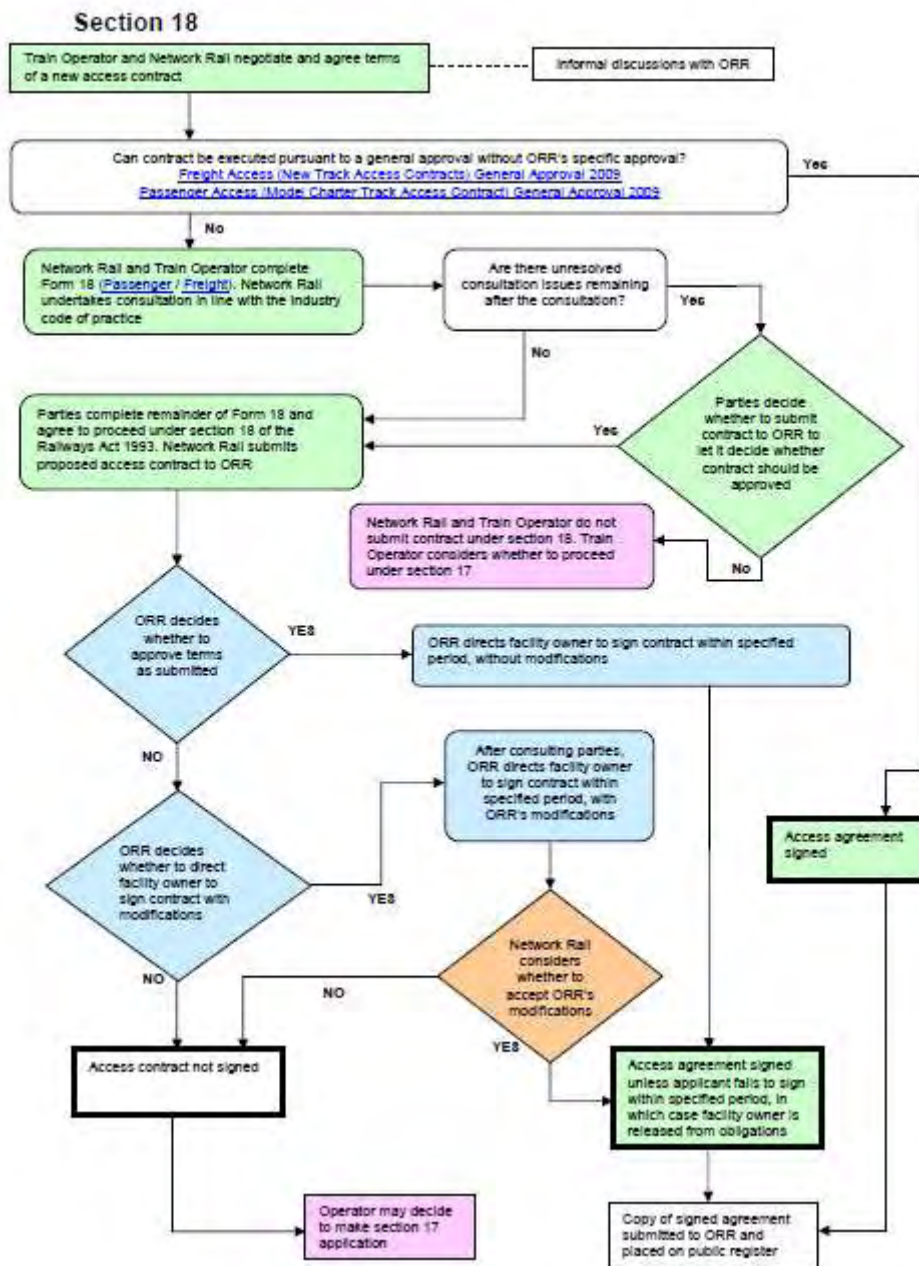 Section 18
Train Operator and Network Rail negotiate and agree terms
of a new access contract
Informal discussions with ORR
Can contract be executed pursuant to a general approval without ORR's specific approval?
Freight Access (New Track Access Contracts) General Approval 2009
Passenger Access (Model Charter Track Access Contract) General Approval 2009
Yes
No
Network Rail and Train Operator complete
Form 18 (Passenger / Freight). Network Rail
undertakes consultation in line with the industry
code of practice
Are there unresolved
consultation issues remaining
after the consultation?
Yes
No
Parties decide
whether to submit
contract to ORR to
let it decide whether
contract should be
approved
Yes
Parties complete remainder of Form 18 and
agree to proceed under section 18 of the
Railways Act 1993. Network Rail submits
proposed access contract to ORR
No
Network Rail and Train Operator do not
submit contract under section 18. Train
Operator considers whether to proceed
under section 17
ORR decides
whether to
approve terms
as submitted
YES
ORR directs facility owner to sign contract within specified
period, without modifications
NO
After consulting parties,
ORR directs facility owner
to sign contract within
specified period, with
ORR's modifications
ORR decides
whether to direct
facility owner to
sign contract with
modifications
YES
Access agreement
signed
NO
Network Rail
considers
whether to
accept ORR's
modifications
NO
YES
Access contract not signed
Access agreement signed
unless applicant fails to sign
within specified period, in
which case facility owner is
released from obligations
Operator may decide
to make section 17
application
Copy of signed agreement
submitted to ORR and
placed on public register